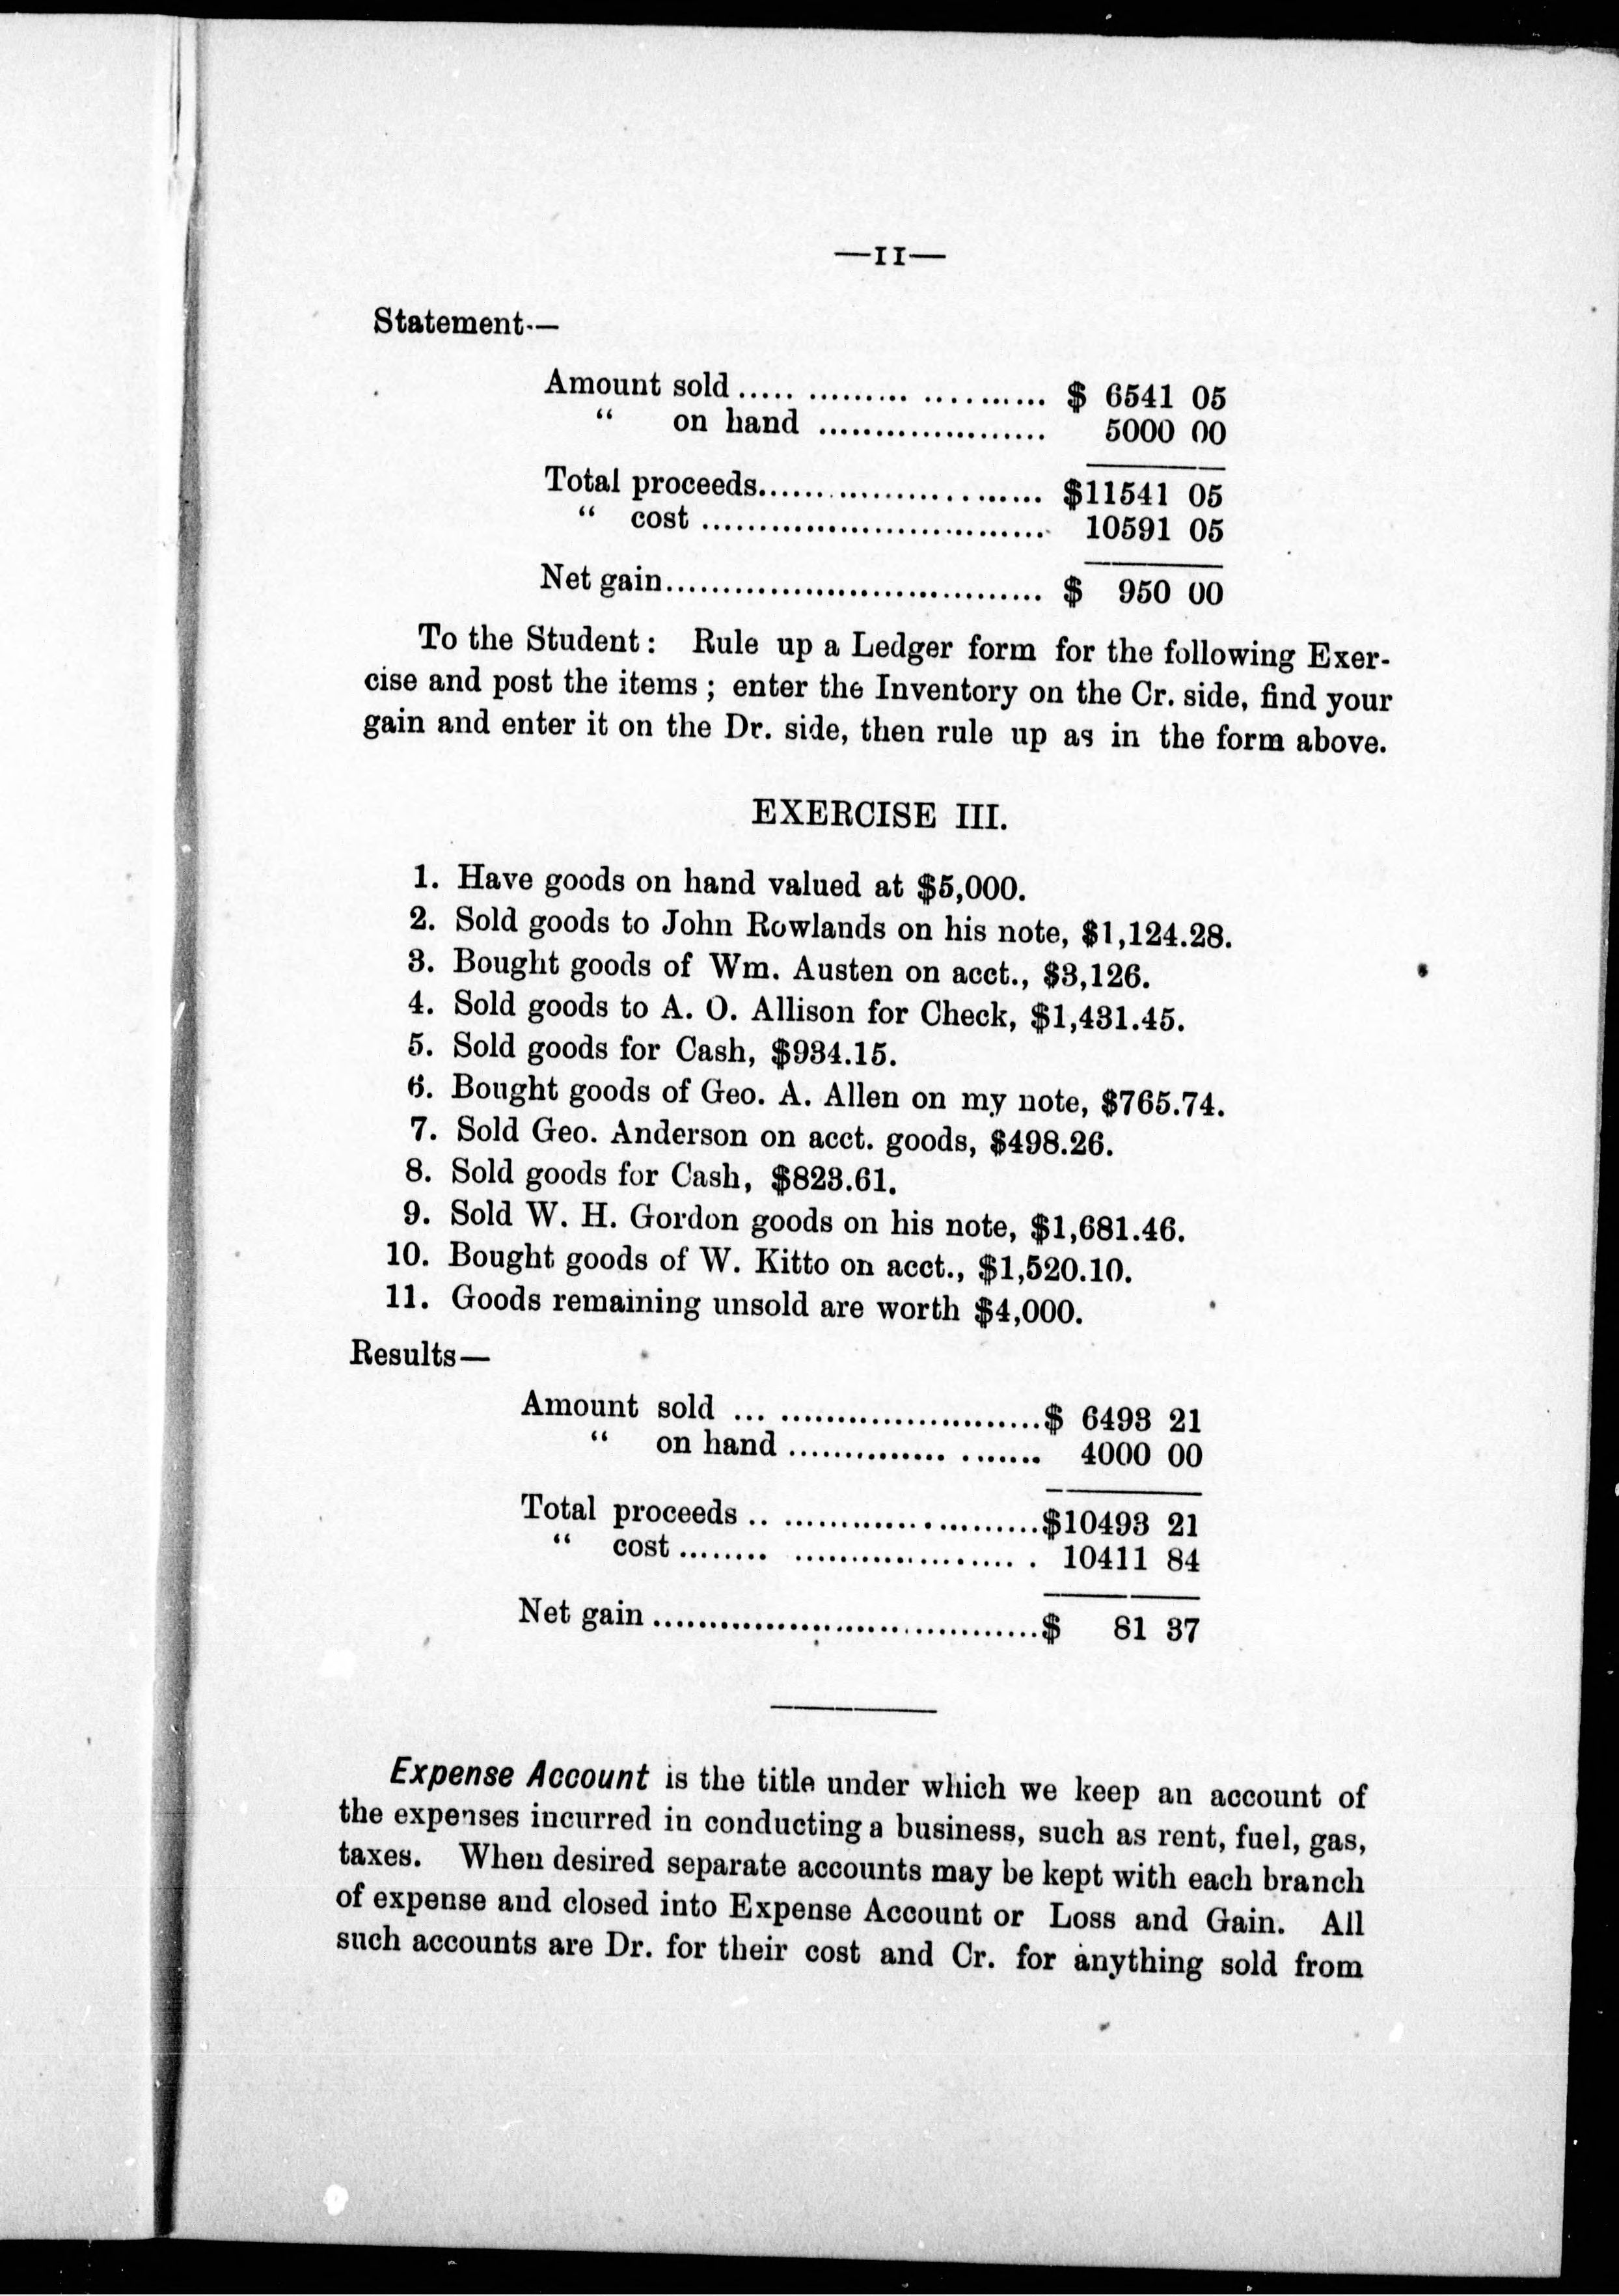 —11—
Statement-—
Amount sold ..... ......... .......... $ 6541 05
“ on hand .................... 5000 00
Total proceeds......................... $11541 05
“ cost ............................... 10591 05
Net gain.................................. $ 950 00
To the Student: Rule up a Ledger form for the following Exer-
cise and post the items ; enter the Inventory on the Cr. side, find your
gain and enter it on the Dr. side, then rule up as in the form above.
EXERCISE III.
1. Have goods on hand valued at $5,000.
2. Sold goods to John Rowlands on his note, $1,124.28.
3. Bought goods of Wm. Austen on acct., $3,126.
4. Sold goods to A. O. Allison for Check, $1,431.45.
5. Sold goods for Cash, $934.15.
6. Bought goods of Geo. A. Allen on my note, $765.74.
7. Sold Geo. Anderson on acct. goods, $498.26.
8. Sold goods for Cash, $823.61.
9. Sold W. H. Gordon goods on his note, $1,681.46.
10. Bought goods of W. Kitto on acct., $1,520.10.
11. Goods remaining unsold are worth $4,000.
Results—
Amount sold ... .......................$ 6493 21
“ on hand .............. ....... 4000 00
Total proceeds .. .......................$10493 21
“ cost ........ .................... . 10411 84
Net gain ..................................$ 81 37
Expense Account is the title under which we keep an account of
the expenses incurred in conducting a business, such as rent, fuel, gas,
taxes. When desired separate accounts may be kept with each branch
of expense and closed into Expense Account or Loss and Gain. All
such accounts are Dr. for their cost and Cr. for anything sold from